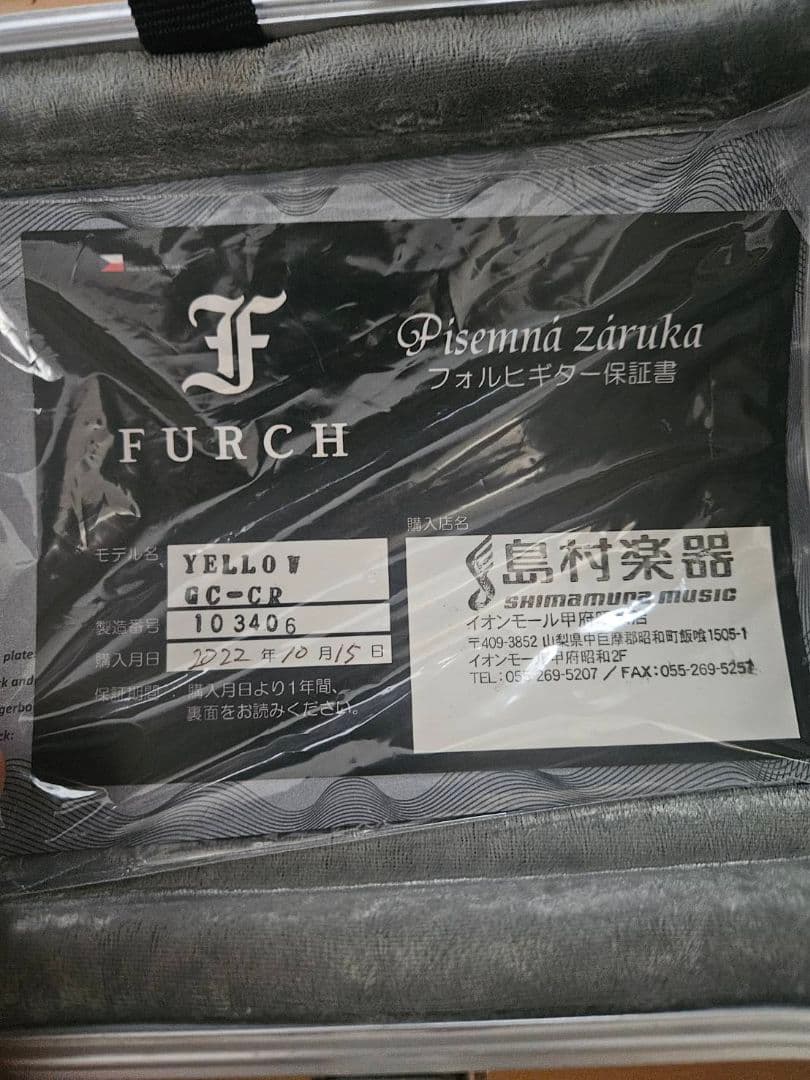 F
FURCH
Písemná záruka
フォルヒギター保証書
モデル名
YELLOW
GC-CR
製造番号
103406
購入月日
2022年10月15日
保証期間：購入月日より1年間、
裏面をお読みください。
購入店名
島村楽器
SHIMAMURA MUSIC
イオンモール甲府昭和店
〒409-3852 山梨県中巨摩郡昭和町飯喰1505-1
イオンモール甲府昭和2F
TEL:055-269-5207 / FAX:055-269-5251
plate
ck and
gerbo
ck: